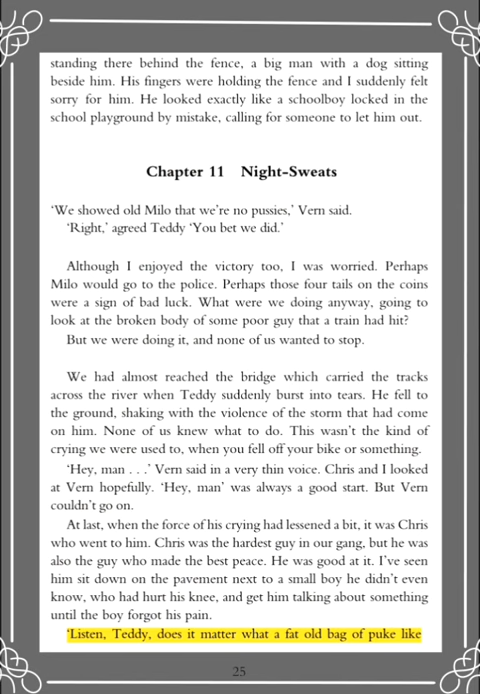 standing there behind the fence, a big man with a dog sitting
beside him. His fingers were holding the fence and I suddenly felt
sorry for him. He looked exactly like a schoolboy locked in the
school playground by mistake, calling for someone to let him out.
Chapter 11 Night-Sweats
‘We showed old Milo that we’re no pussies,’ Vern said.
‘Right,’ agreed Teddy ‘You bet we did.’
Although I enjoyed the victory too, I was worried. Perhaps
Milo would go to the police. Perhaps those four tails on the coins
were a sign of bad luck. What were we doing anyway, going to
look at the broken body of some poor guy that a train had hit?
But we were doing it, and none of us wanted to stop.
We had almost reached the bridge which carried the tracks
across the river when Teddy suddenly burst into tears. He fell to
the ground, shaking with the violence of the storm that had come
on him. None of us knew what to do. This wasn’t the kind of
crying we were used to, when you fell off your bike or something.
‘Hey, man . . .’ Vern said in a very thin voice. Chris and I looked
at Vern hopefully. ‘Hey, man’ was always a good start. But Vern
couldn’t go on.
At last, when the force of his crying had lessened a bit, it was Chris
who went to him. Chris was the hardest guy in our gang, but he was
also the guy who made the best peace. He was good at it. I’ve seen
him sit down on the pavement next to a small boy he didn’t even
know, who had hurt his knee, and get him talking about something
until the boy forgot his pain.
‘Listen, Teddy, does it matter what a fat old bag of puke like
25